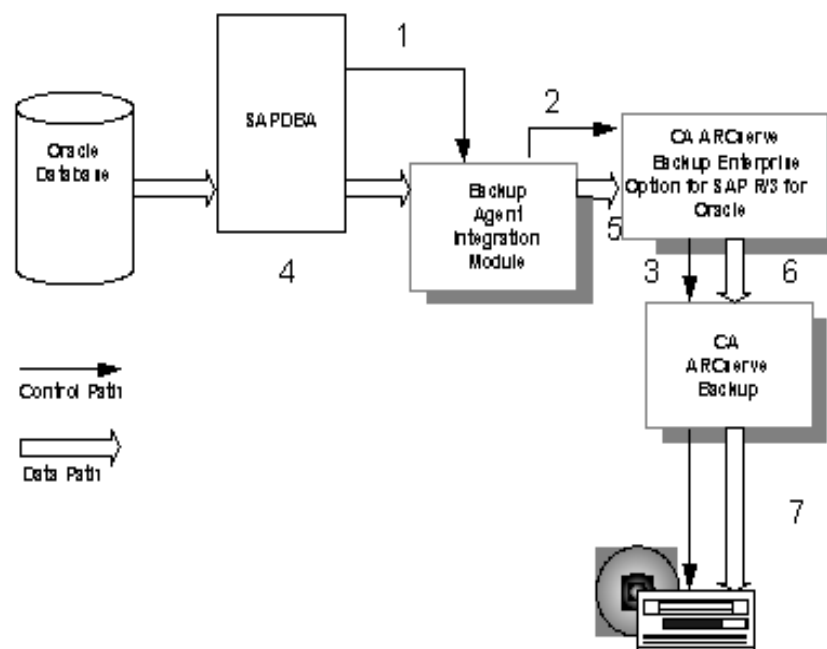 1
SAPDBA
Oracle
Database
2
CA ARCserve
Backup Enterprise
Option for SAP R/3 for
Oracle
Backup
Agent
Integration
Module
5
4
3
6
CA
ARCserve
Backup
Control Path
Data Path
7